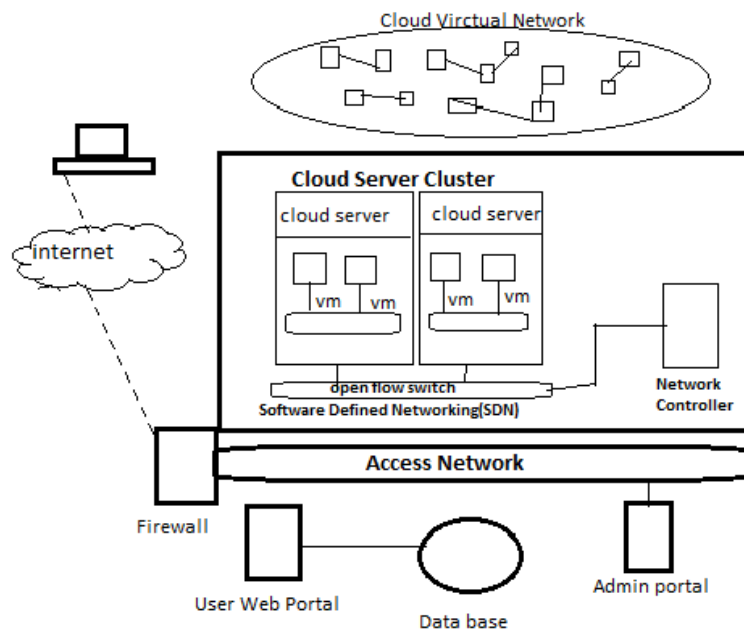 Cloud Virctual Network
Cloud Server Cluster
cloud server
cloud server
internet
vm
vm
vm
vm
open flow switch
Software Defined Networking(SDN)
Network
Controller
Access Network
Firewall
User Web Portal
Data base
Admin portal